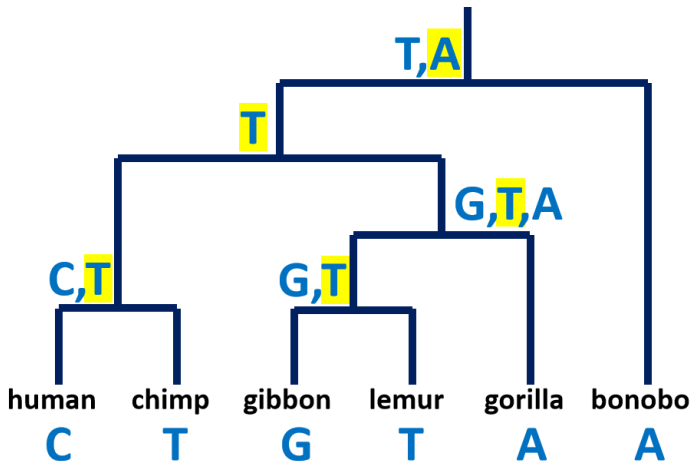 T,A
T
G,T,A
C,T
G,T
human chimp gibbon lemur gorilla bonobo
C T G T A A